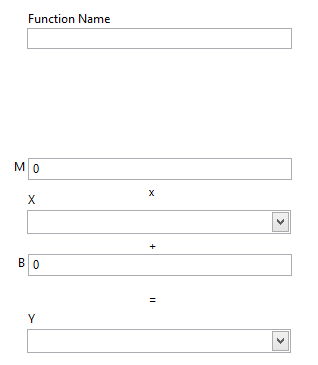 Function Name
M 0
x
X
+
B 0
=
Y